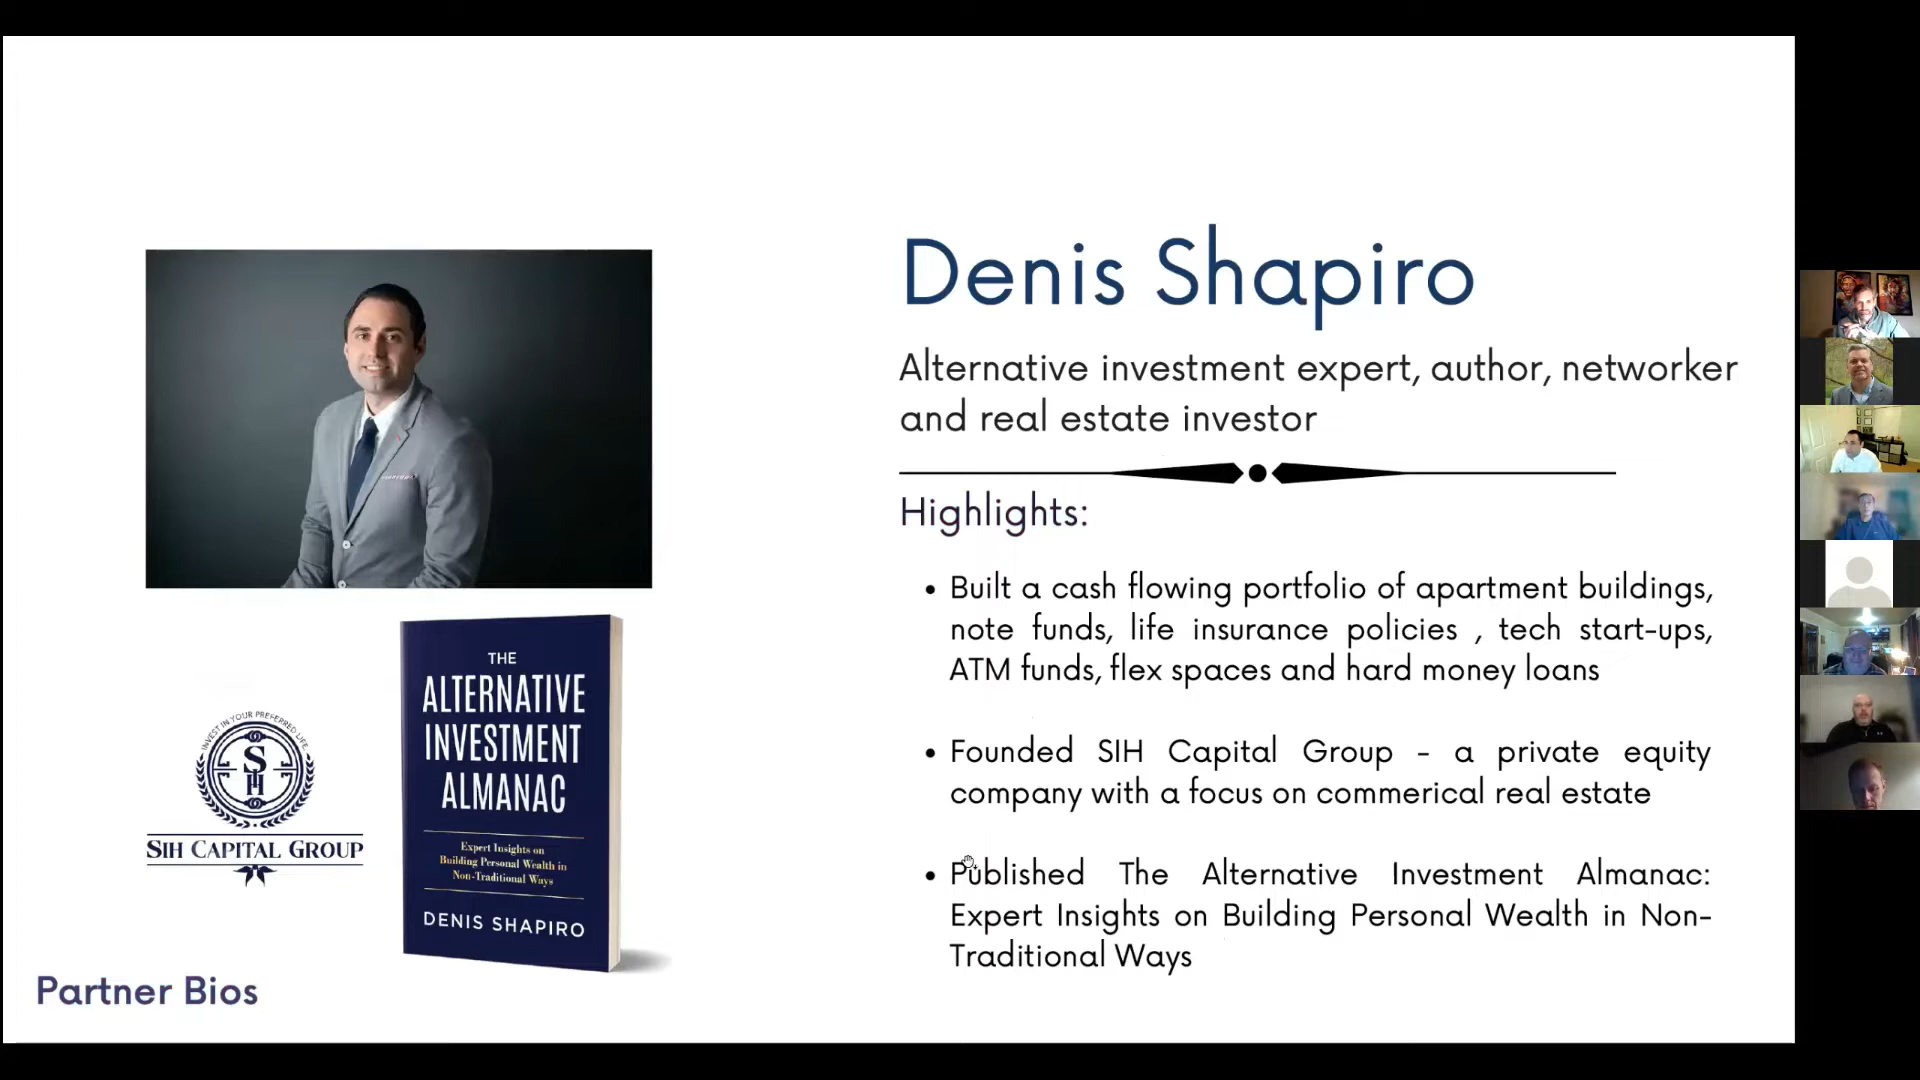 Denis Shapiro
Alternative investment expert, author, networker
and real estate investor
Highlights:
• Built a cash flowing portfolio of apartment buildings,
note funds, life insurance policies , tech start-ups,
ATM funds, flex spaces and hard money loans
• Founded SIH Capital Group - a private equity
company with a focus on commerical real estate
• Published The Alternative Investment Almanac:
Expert Insights on Building Personal Wealth in Non-
Traditional Ways
INVEST IN YOUR PREFERRED LIFE
SIH
SIH CAPITAL GROUP
THE
ALTERNATIVE
INVESTMENT
ALMANAC
Expert Insights on
Building Personal Wealth in
Non-Traditional Ways
DENIS SHAPIRO
Partner Bios